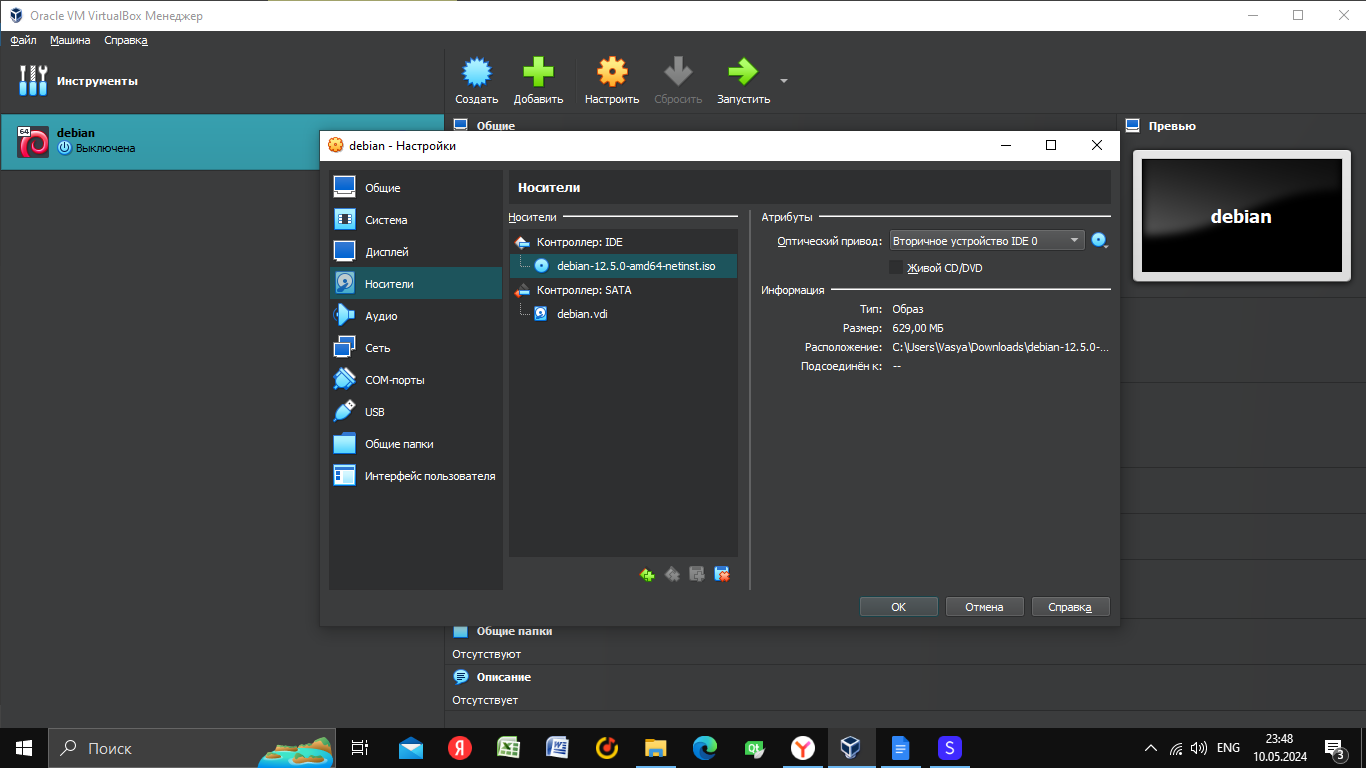 Oracle VM VirtualBox Менеджер
Файл Машина Справка
Инструменты
Создать Добавить Настроить Сбросить Запустить
64
debian
Выключена
Общие
Превью
debian
debian - Настройки
Общие
Система
Дисплей
Носители
Аудио
Сеть
COM-порты
USB
Общие папки
Интерфейс пользователя
Носители
Носители
Контроллер: IDE
debian-12.5.0-amd64-netinst.iso
Контроллер: SATA
debian.vdi
Атрибуты
Оптический привод: Вторичное устройство IDE 0
Живой CD/DVD
Информация
Тип: Образ
Размер: 629,00 МБ
Расположение: C:\Users\Vasya\Downloads\debian-12.5.0-...
Подсоединён к: --
OK Отмена Справка
Общие папки
Отсутствуют
Описание
Отсутствует
Поиск
Я
Qt
Y
S
ENG
23:48
10.05.2024
3